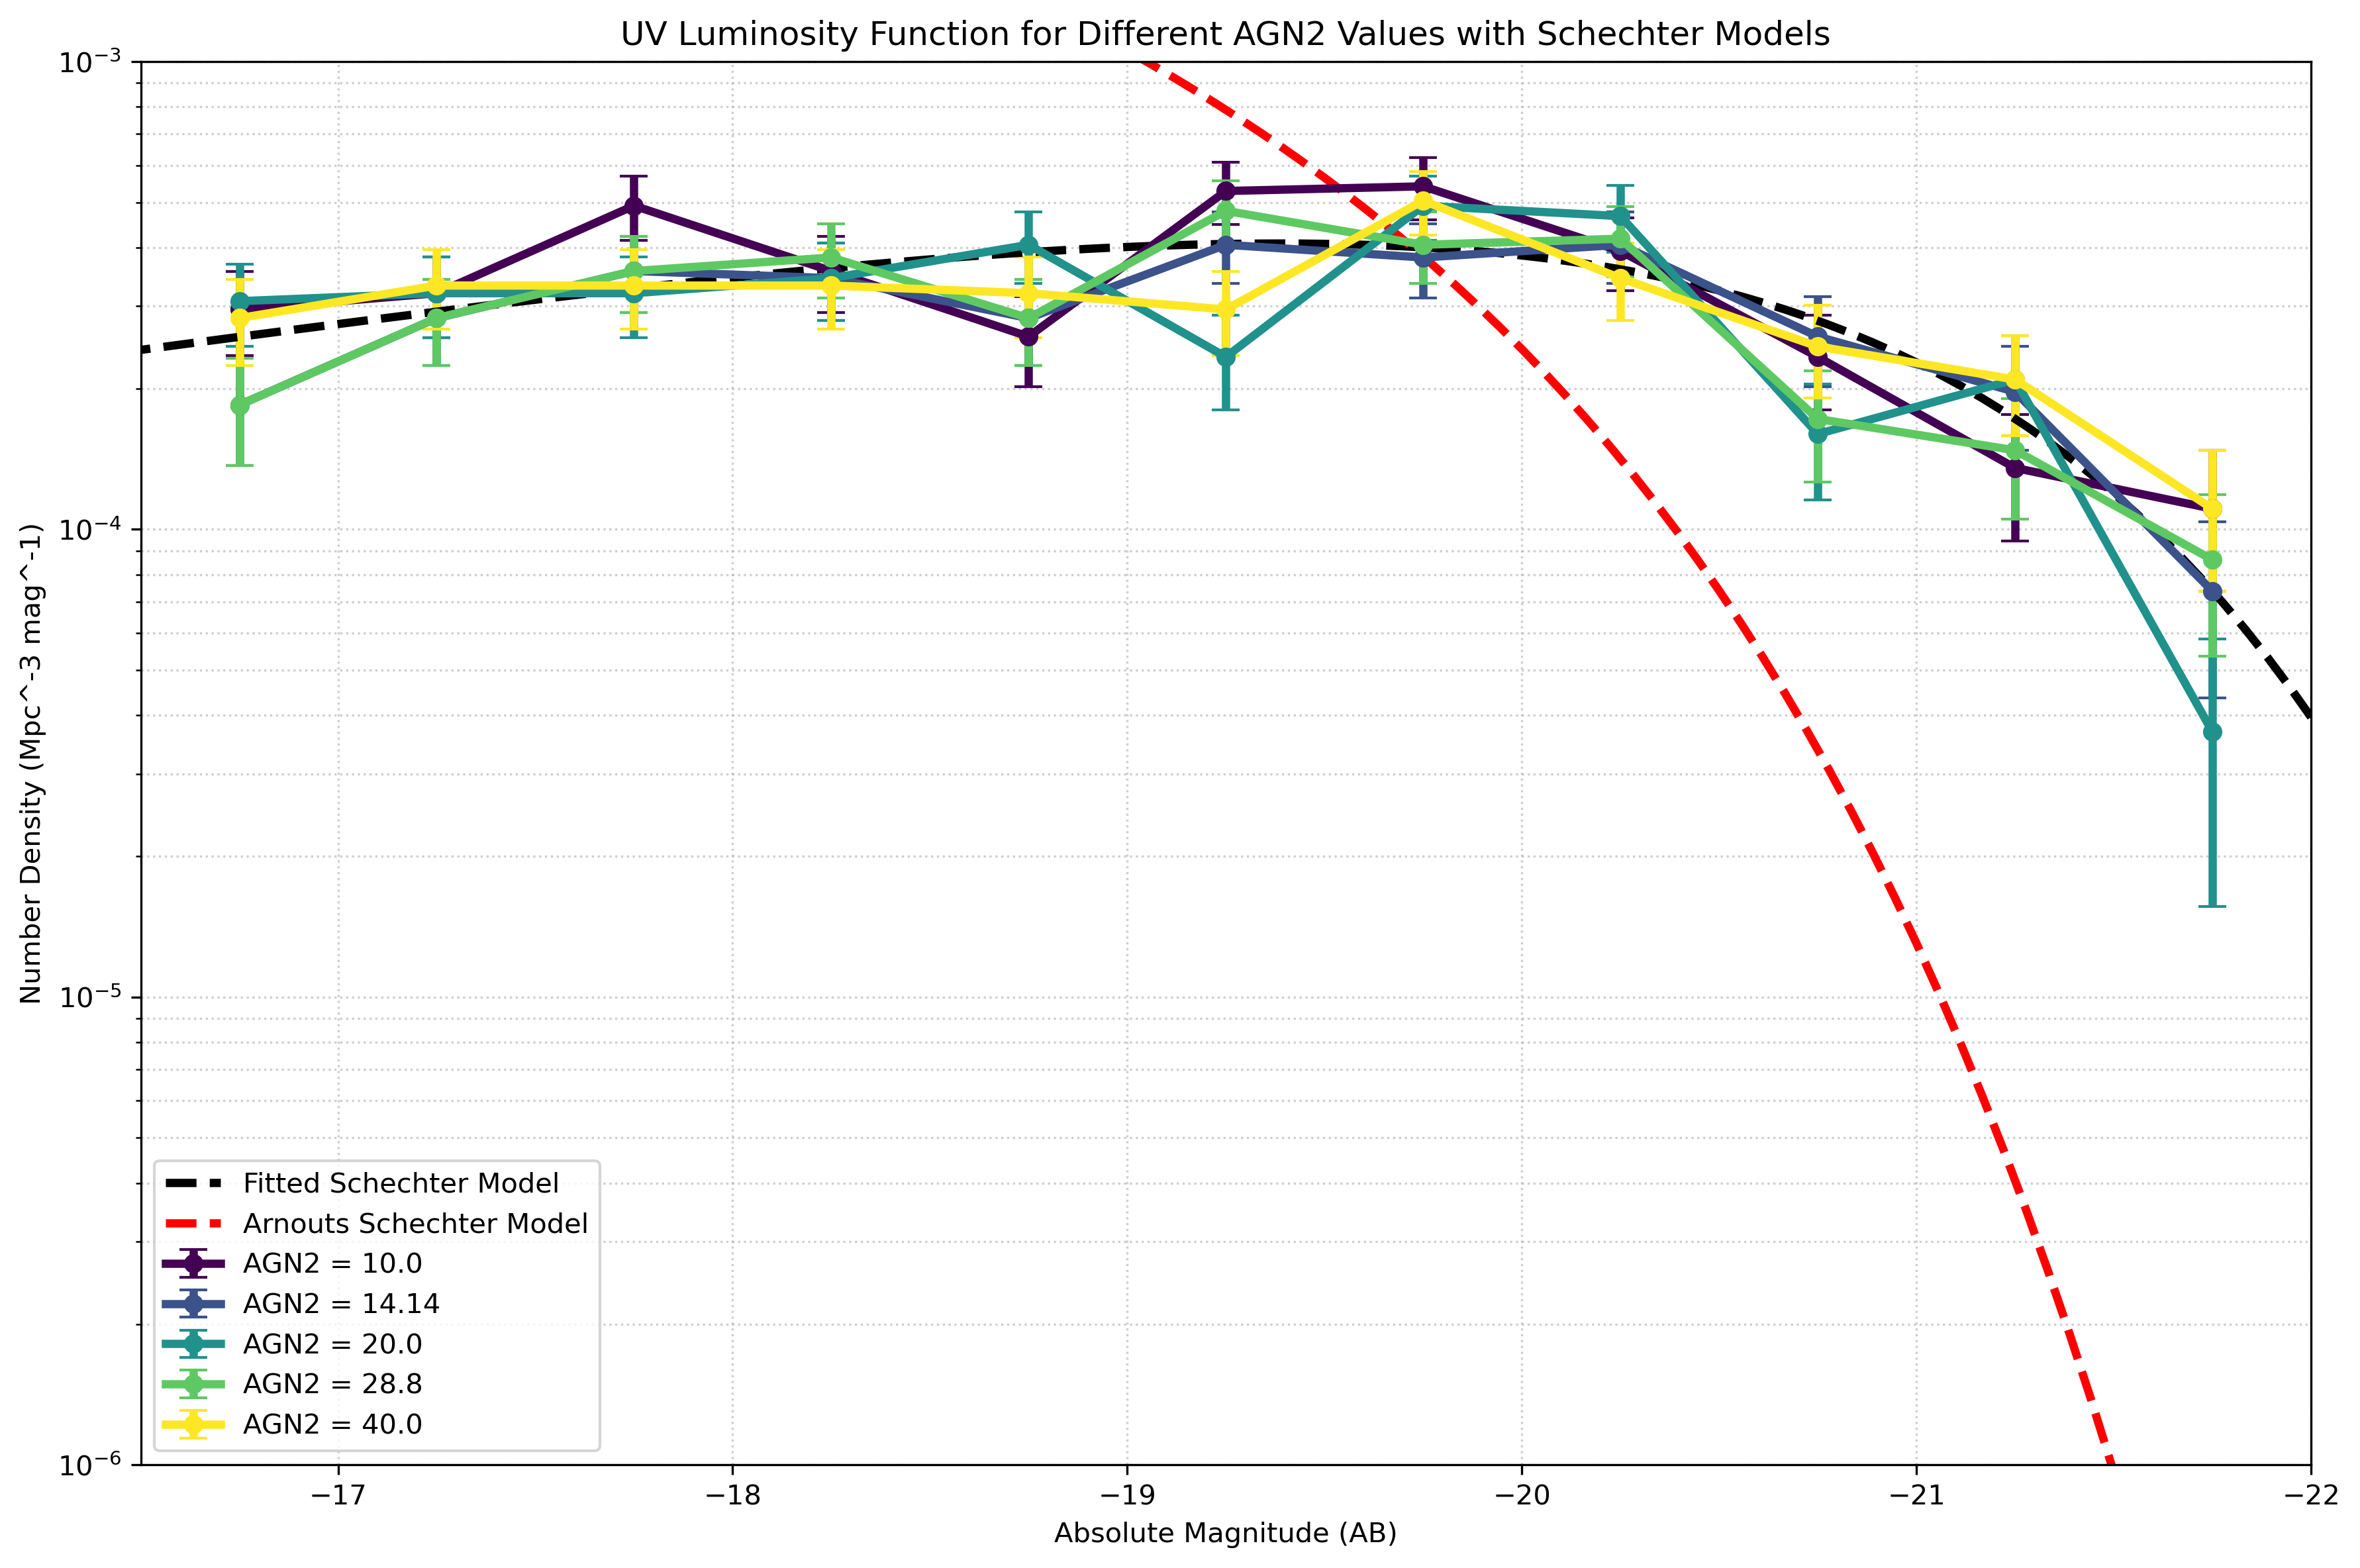 UV Luminosity Function for Different AGN2 Values with Schechter Models
Number Density (Mpc^-3 mag^-1)
10⁻³
10⁻⁴
10⁻⁵
10⁻⁶
Fitted Schechter Model
Arnouts Schechter Model
AGN2 = 10.0
AGN2 = 14.14
AGN2 = 20.0
AGN2 = 28.8
AGN2 = 40.0
−17 −18 −19 −20 −21 −22
Absolute Magnitude (AB)